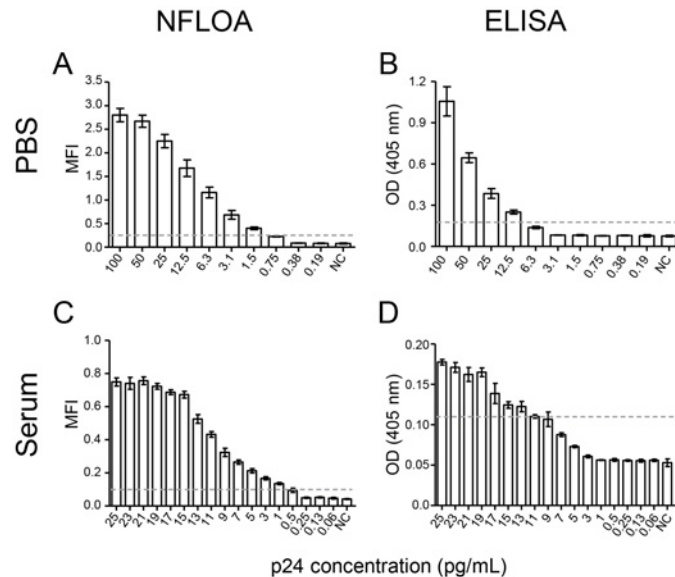 NFLOA
ELISA
PBS
Serum
A
MFI
3.5
3.0
2.5
2.0
1.5
1.0
0.5
0.0
100 50 25 12.5 6.3 3.1 1.5 0.75 0.38 0.19 NC
B
OD (405 nm)
1.2
0.9
0.6
0.3
0.0
100 50 25 12.5 6.3 3.1 1.5 0.75 0.38 0.19 NC
C
MFI
1.0
0.8
0.6
0.4
0.2
0.0
25 23 21 19 17 15 13 11 9 7 5 3 1 0.5 0.25 0.13 0.06 NC
D
OD (405 nm)
0.20
0.15
0.10
0.05
0.00
25 23 21 19 17 15 13 11 9 7 5 3 1 0.5 0.25 0.13 0.06 NC
p24 concentration (pg/mL)